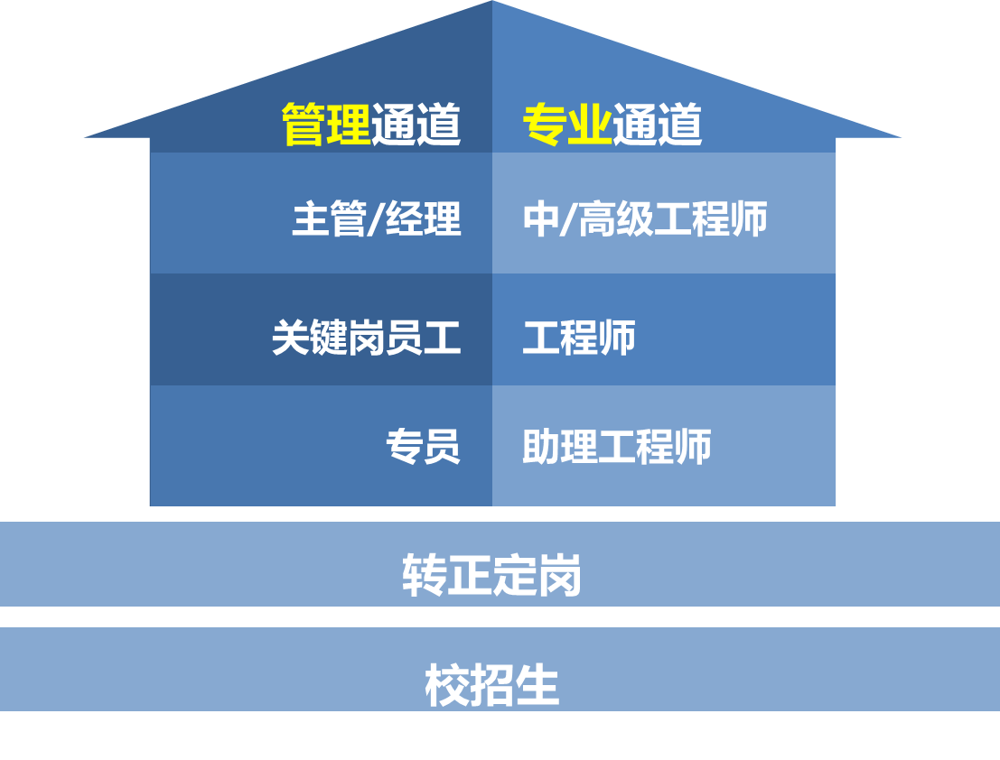 管理通道 专业通道
主管/经理 中/高级工程师
关键岗员工 工程师
专员 助理工程师
转正定岗
校招生